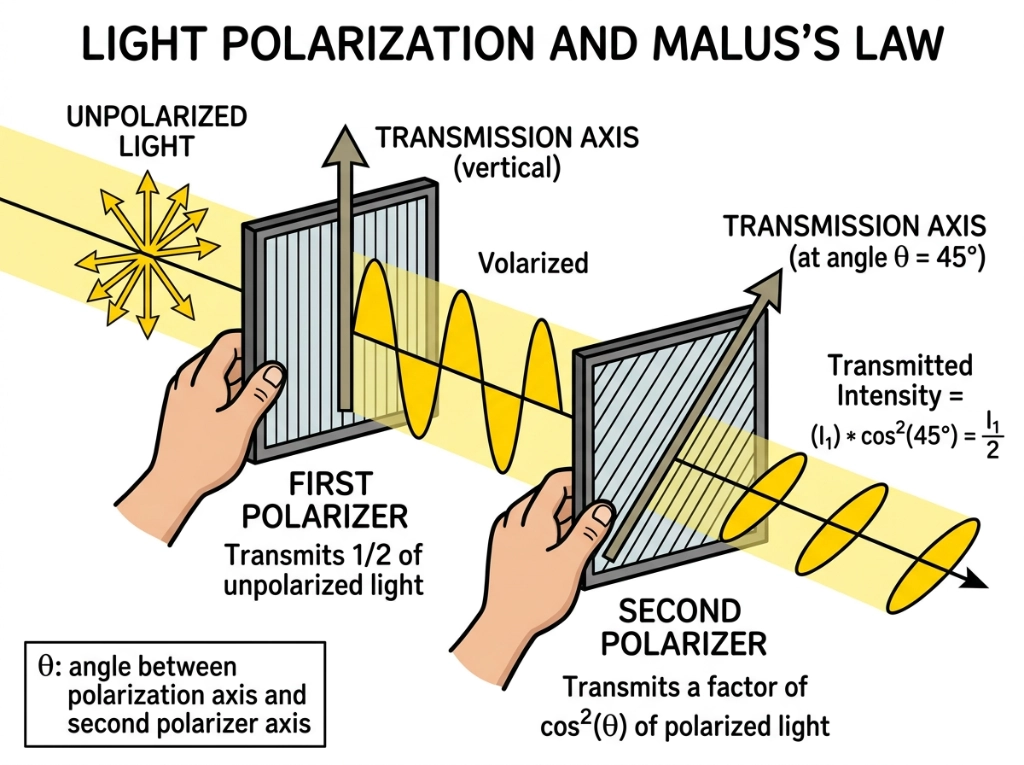 LIGHT POLARIZATION AND MALUS'S LAW
UNPOLARIZED
LIGHT
TRANSMISSION AXIS
(vertical)
Volarized
TRANSMISSION AXIS
(at angle θ = 45°)
Transmitted
Intensity =
(I₁) * cos²(45°) = I₁/2
FIRST
POLARIZER
Transmits 1/2 of
unpolarized light
SECOND
POLARIZER
Transmits a factor of
cos²(θ) of polarized light
θ: angle between
polarization axis and
second polarizer axis